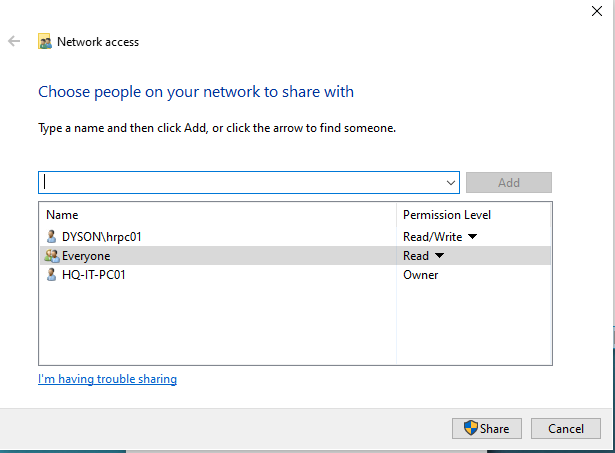 Network access
Choose people on your network to share with
Type a name and then click Add, or click the arrow to find someone.
Add
Name Permission Level
DYSON\hrpc01 Read/Write
Everyone Read
HQ-IT-PC01 Owner
I'm having trouble sharing
Share Cancel